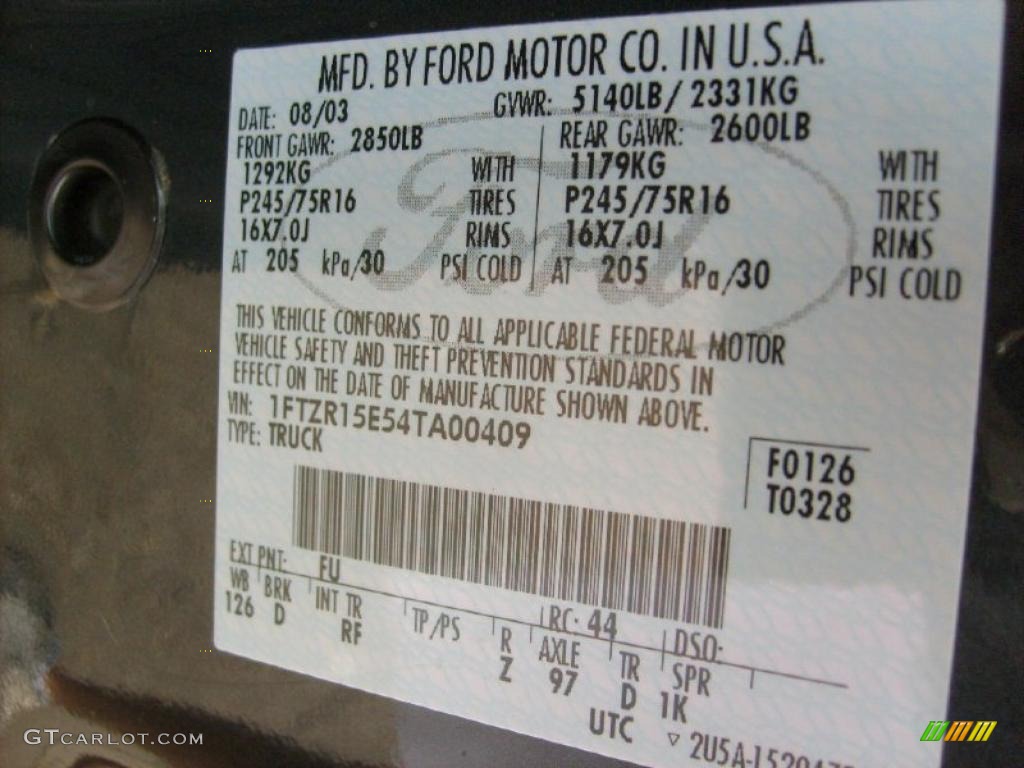 MFD. BY FORD MOTOR CO. IN U.S.A.
DATE: 08/03 GVWR: 5140LB/ 2331KG
FRONT GAWR: 2850LB REAR GAWR: 2600LB
1292KG WITH 1179KG WITH
P245/75R16 TIRES P245/75R16 TIRES
16X7.0J RIMS 16X7.0J RIMS
AT 205 kPa/30 PSI COLD AT 205 kPa/30 PSI COLD
Ford
THIS VEHICLE CONFORMS TO ALL APPLICABLE FEDERAL MOTOR
VEHICLE SAFETY AND THEFT PREVENTION STANDARDS IN
EFFECT ON THE DATE OF MANUFACTURE SHOWN ABOVE.
VIN: 1FTZR15E54TA00409
TYPE: TRUCK
F0126
T0328
EXT PNT: FU RC: 44 DSO:
WB BRK INT TR TP/PS R AXLE TR SPR
126 D RF Z 97 D 1K
UTC
GTCARLOT.COM